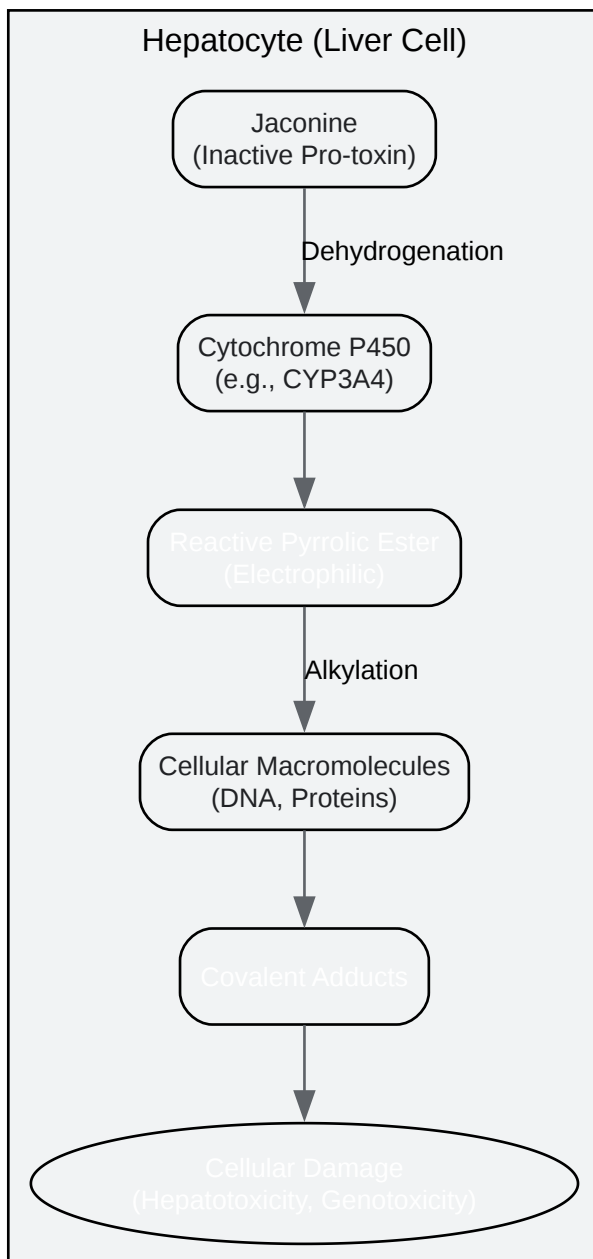 Hepatocyte (Liver Cell)
Jaconine
(Inactive Pro-toxin)
Dehydrogenation
Cytochrome P450
(e.g., CYP3A4)
Reactive Pyrrolic Ester
(Electrophilic)
Alkylation
Cellular Macromolecules
(DNA, Proteins)
Covalent Adducts
Cellular Damage
(Hepatotoxicity, Genotoxicity)